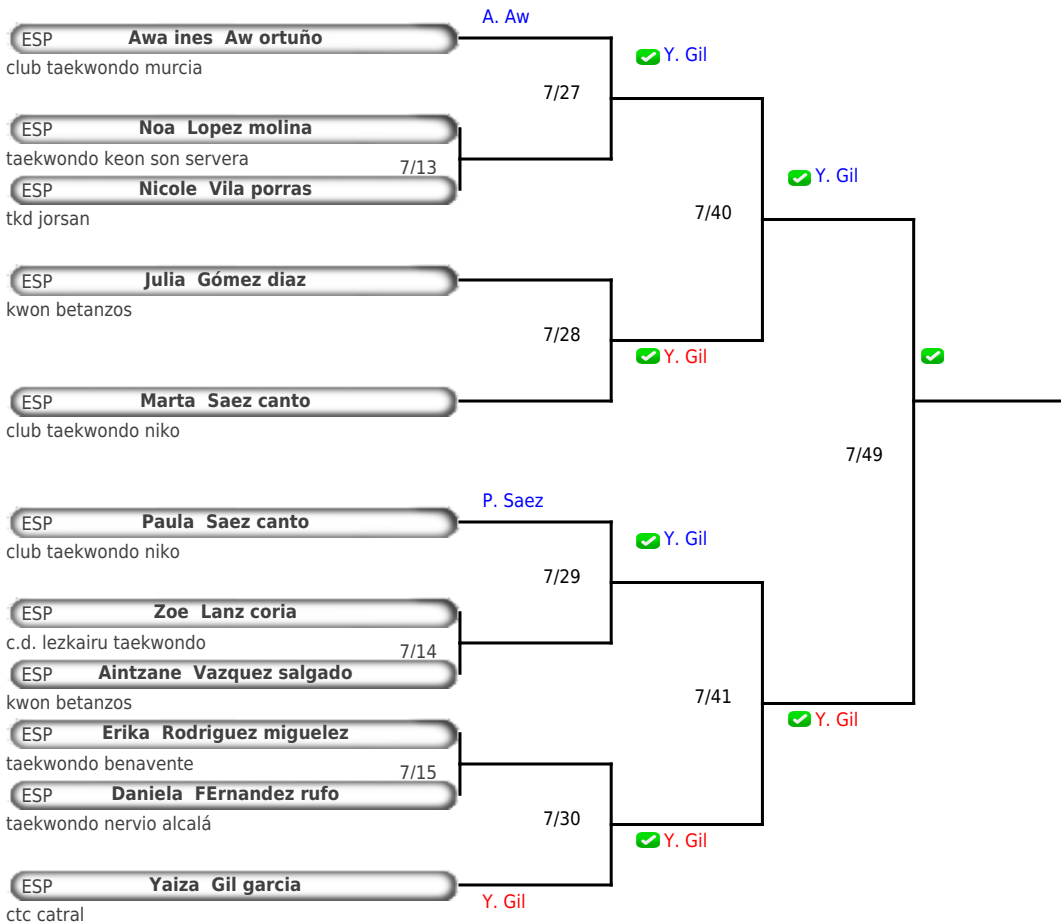 A. Aw
ESP Awa ines Aw ortuño
club taekwondo murcia
Y. Gil
7/27
ESP Noa Lopez molina
taekwondo keon son servera
7/13
ESP Nicole Vila porras
tkd jorsan
Y. Gil
7/40
ESP Julia Gómez diaz
kwon betanzos
7/28
Y. Gil
ESP Marta Saez canto
club taekwondo niko
7/49
P. Saez
ESP Paula Saez canto
club taekwondo niko
Y. Gil
7/29
ESP Zoe Lanz coria
c.d. lezkairu taekwondo
7/14
ESP Aintzane Vazquez salgado
kwon betanzos
7/41
Y. Gil
ESP Erika Rodriguez miguelez
taekwondo benavente
7/15
ESP Daniela FErnandez rufo
taekwondo nervio alcalá
7/30
Y. Gil
ESP Yaiza Gil garcia
Y. Gil
ctc catral